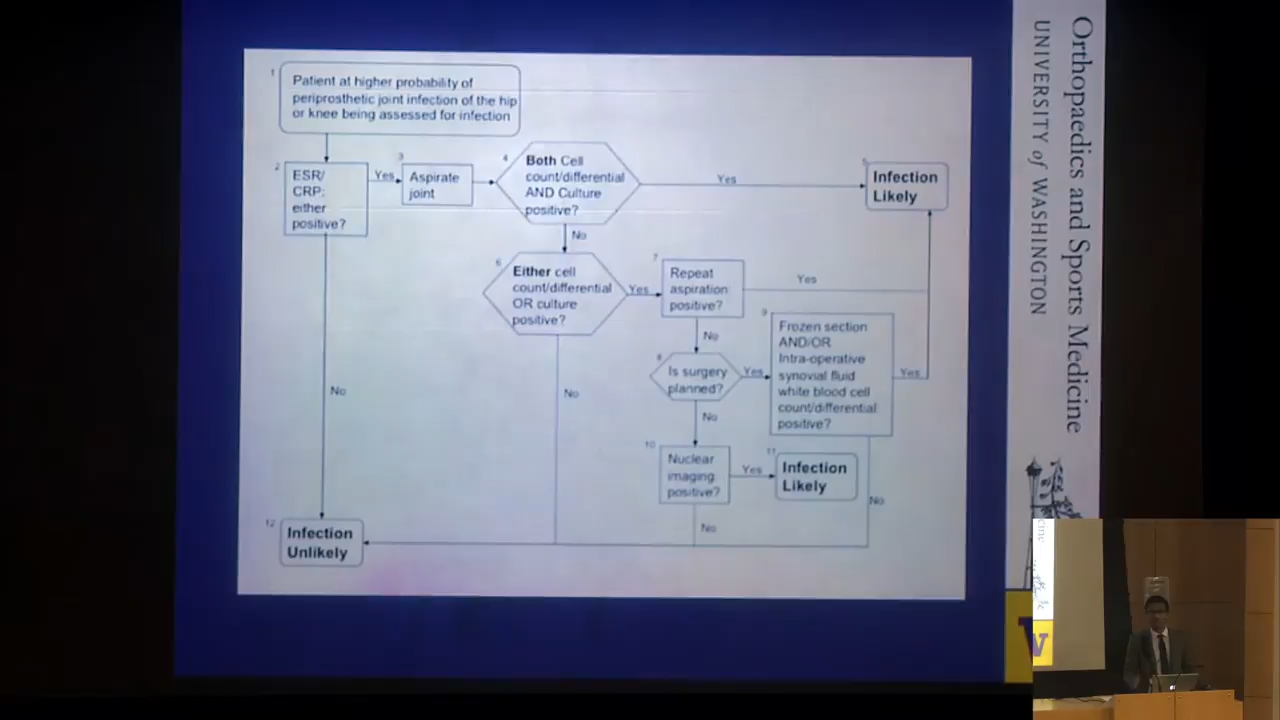 1
Patient at higher probability of
periprosthetic joint infection of the hip
or knee being assessed for infection
2
ESR/
CRP:
either
positive?
Yes
3
Aspirate
joint
4
Both Cell
count/differential
AND Culture
positive?
Yes
5
Infection
Likely
No
6
Either cell
count/differential
OR culture
positive?
Yes
7
Repeat
aspiration
positive?
Yes
No
8
Is surgery
planned?
Yes
9
Frozen section
AND/OR
Intra-operative
synovial fluid
white blood cell
count/differential
positive?
Yes
No
No
No
10
Nuclear
imaging
positive?
Yes
11
Infection
Likely
No
No
12
Infection
Unlikely
Orthopaedics and Sports Medicine
UNIVERSITY of WASHINGTON
W